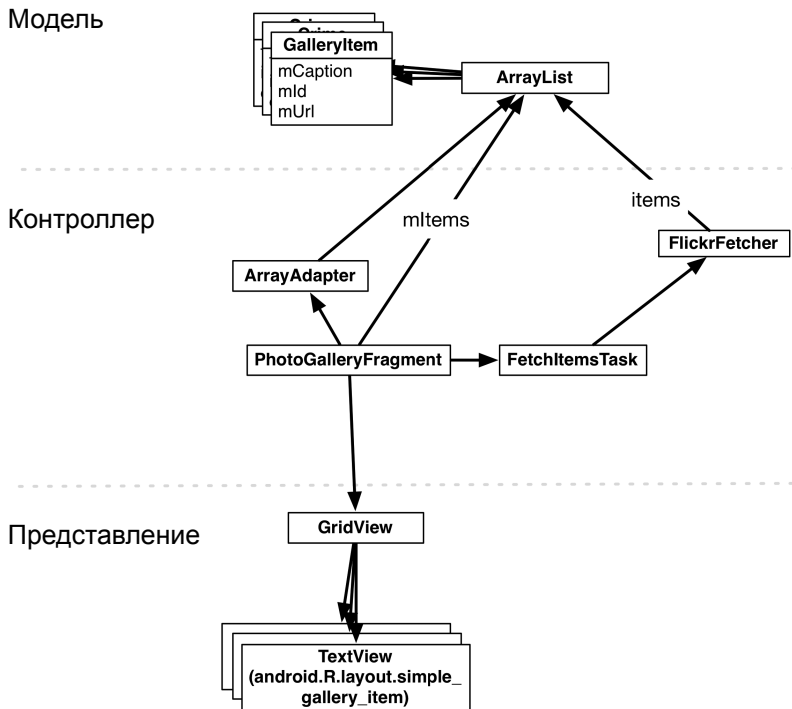 Модель
GalleryItem
mCaption
mId
mUrl
ArrayList
Контроллер
mItems
items
FlickrFetcher
ArrayAdapter
PhotoGalleryFragment
FetchItemsTask
Представление
GridView
TextView
(android.R.layout.simple_
gallery_item)